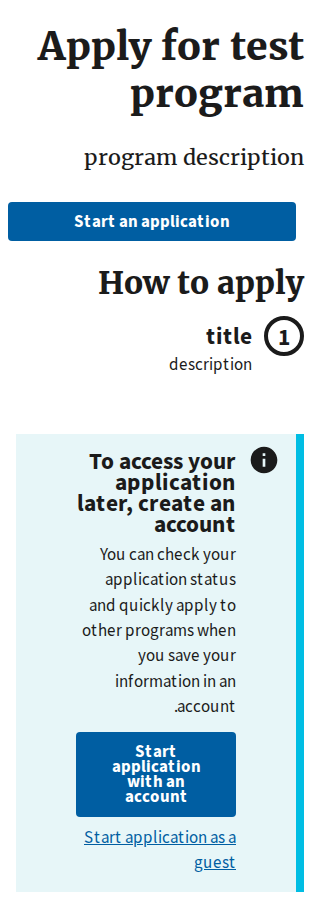 Apply for test
program
program description
Start an application
How to apply
1
title
description
To access your
application
later, create an
account
You can check your
application status
and quickly apply to
other programs when
you save your
information in an
.account
Start
application
with an
account
Start application as a
guest